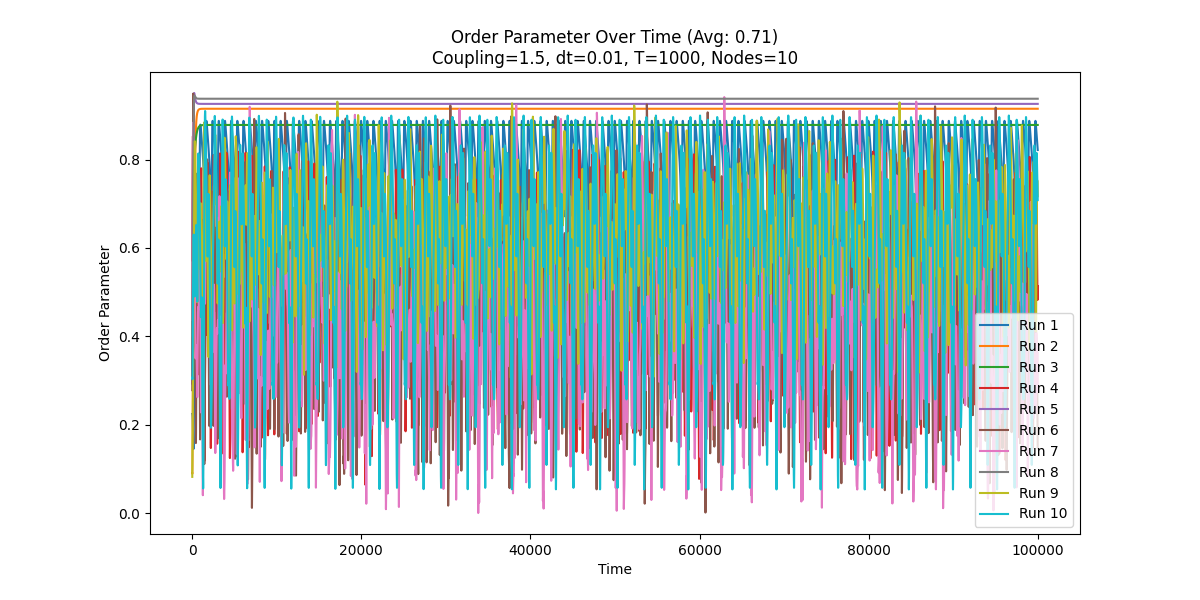 Order Parameter Over Time (Avg: 0.71)
Coupling=1.5, dt=0.01, T=1000, Nodes=10
Order Parameter
0.8
0.6
0.4
0.2
0.0
0
20000
40000
60000
80000
100000
Time
Run 1
Run 2
Run 3
Run 4
Run 5
Run 6
Run 7
Run 8
Run 9
Run 10